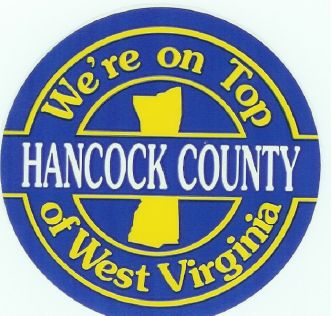 We're on Top
HANCOCK COUNTY
of West Virginia